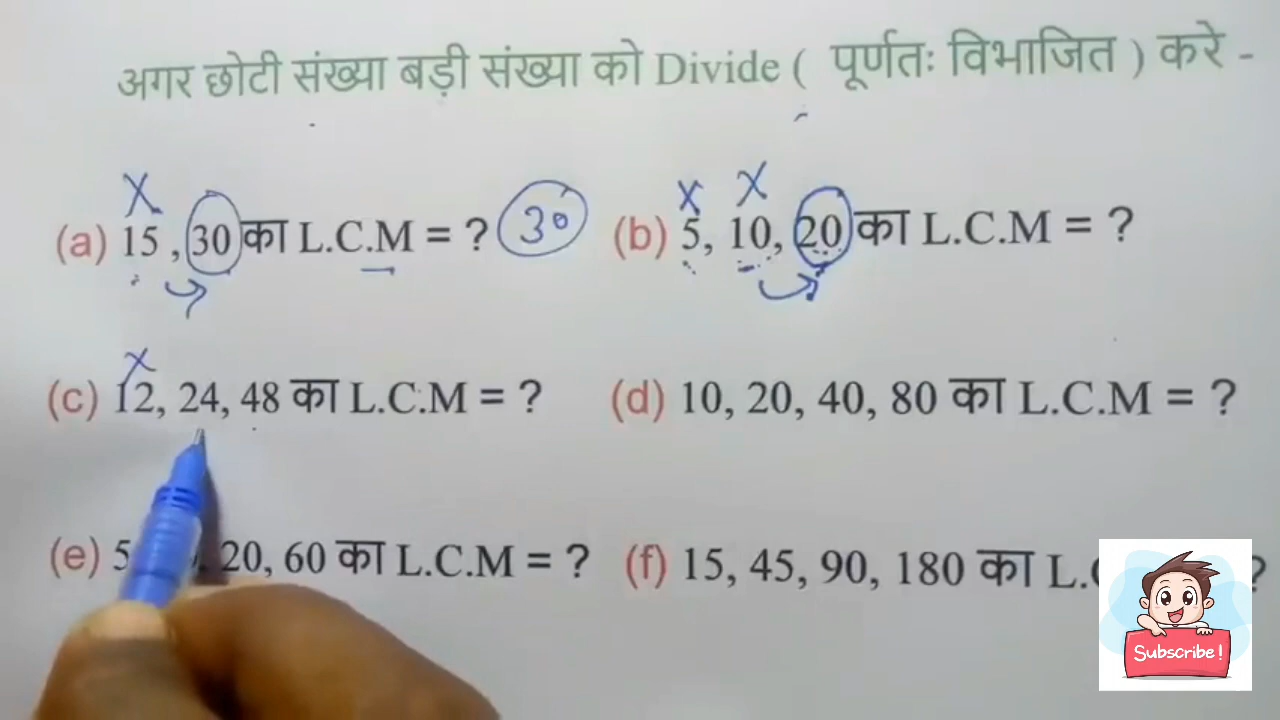 अगर छोटी संख्या बड़ी संख्या को Divide ( पूर्णतः विभाजित ) करे -
X X X
(a) 15 , 30 का L.C.M = ? 30 (b) 5, 10, 20 का L.C.M = ?
X
(c) 12, 24, 48 का L.C.M = ? (d) 10, 20, 40, 80 का L.C.M = ?
(e) 5 20, 60 का L.C.M = ? (f) 15, 45, 90, 180 का L. ?
Subscribe!